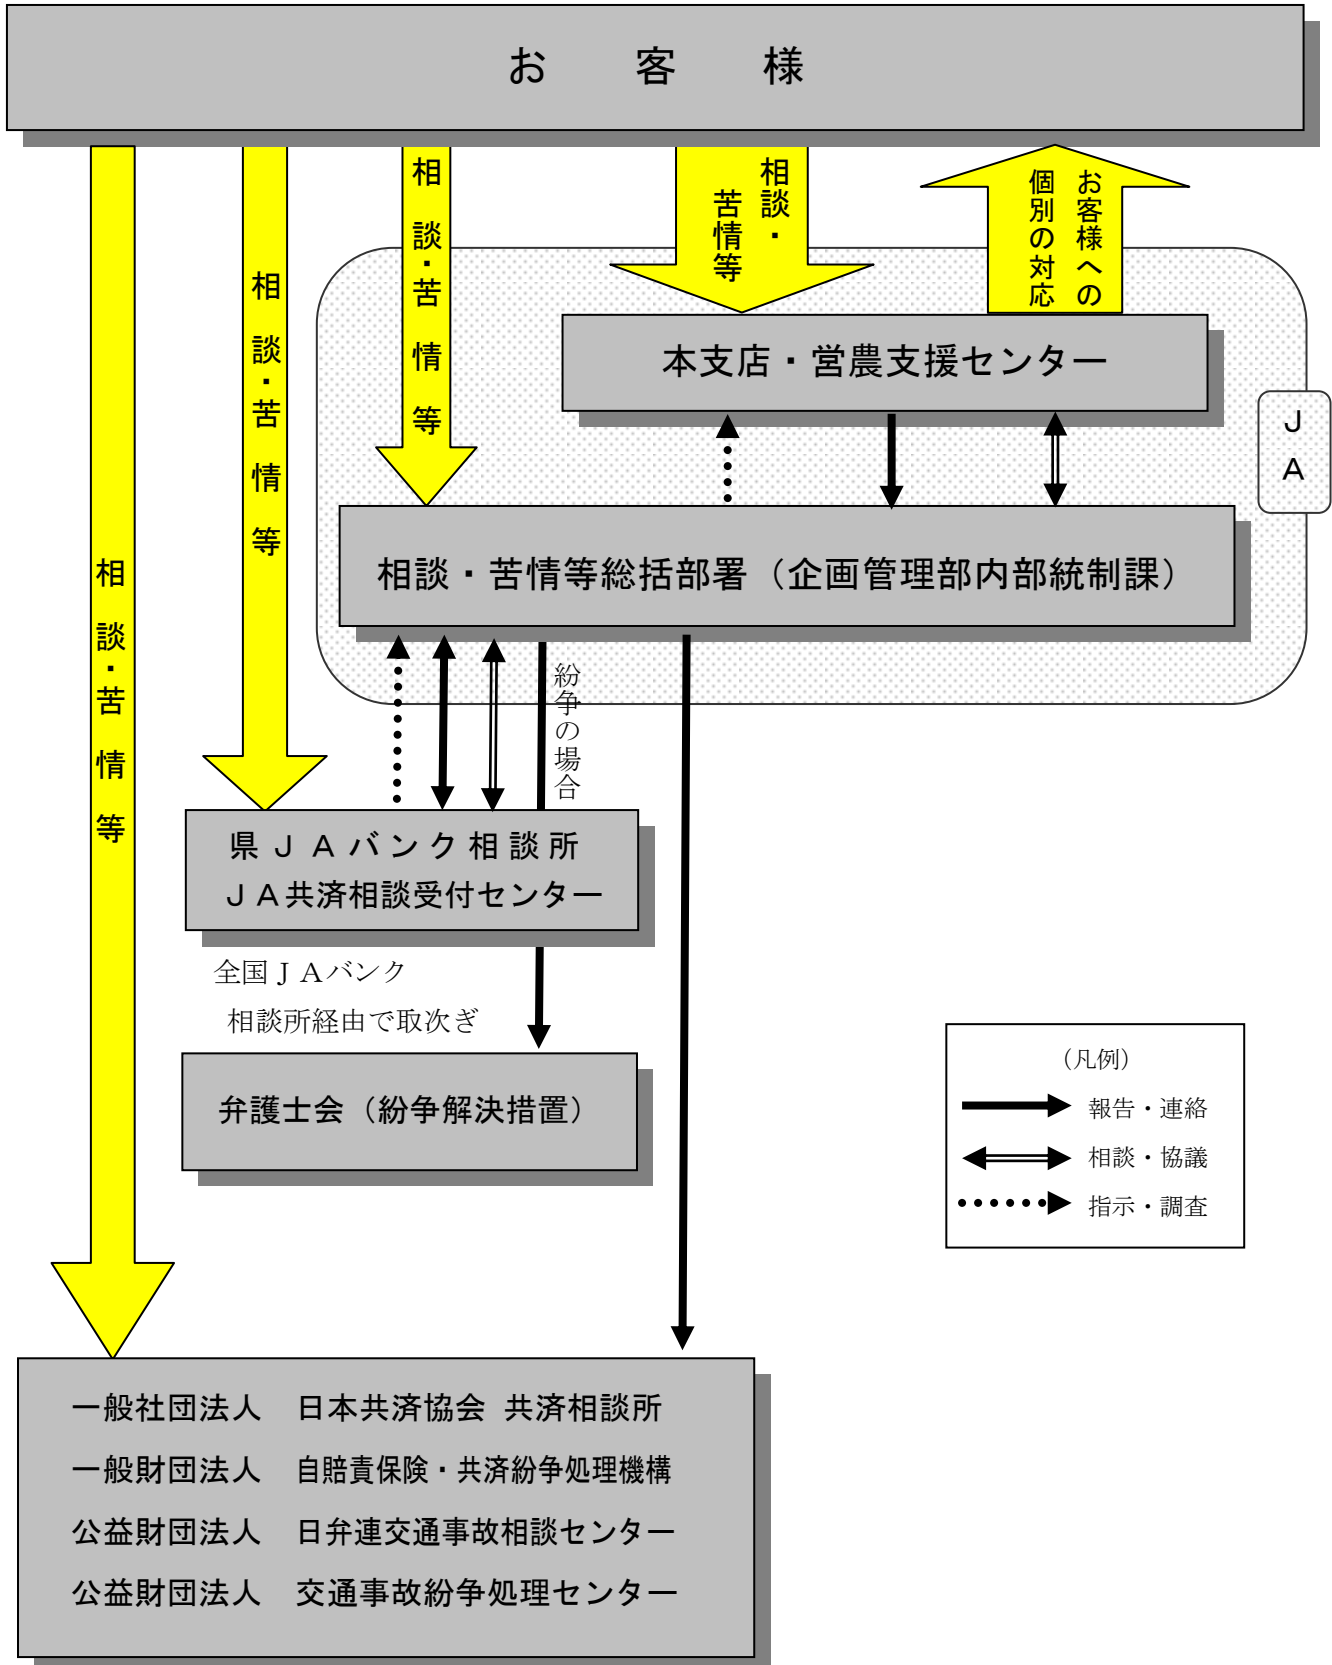 お　客　様
相談・苦情等
相談・苦情等
相談・苦情等
相談・
苦情等
お客様への
個別の対応
本支店・営農支援センター
ＪＡ
相談・苦情等総括部署（企画管理部内部統制課）
紛争の場合
県ＪＡバンク相談所
ＪＡ共済相談受付センター
全国ＪＡバンク
相談所経由で取次ぎ
弁護士会（紛争解決措置）
（凡例）
報告・連絡
相談・協議
指示・調査
一般社団法人　日本共済協会 共済相談所
一般財団法人　自賠責保険・共済紛争処理機構
公益財団法人　日弁連交通事故相談センター
公益財団法人　交通事故紛争処理センター